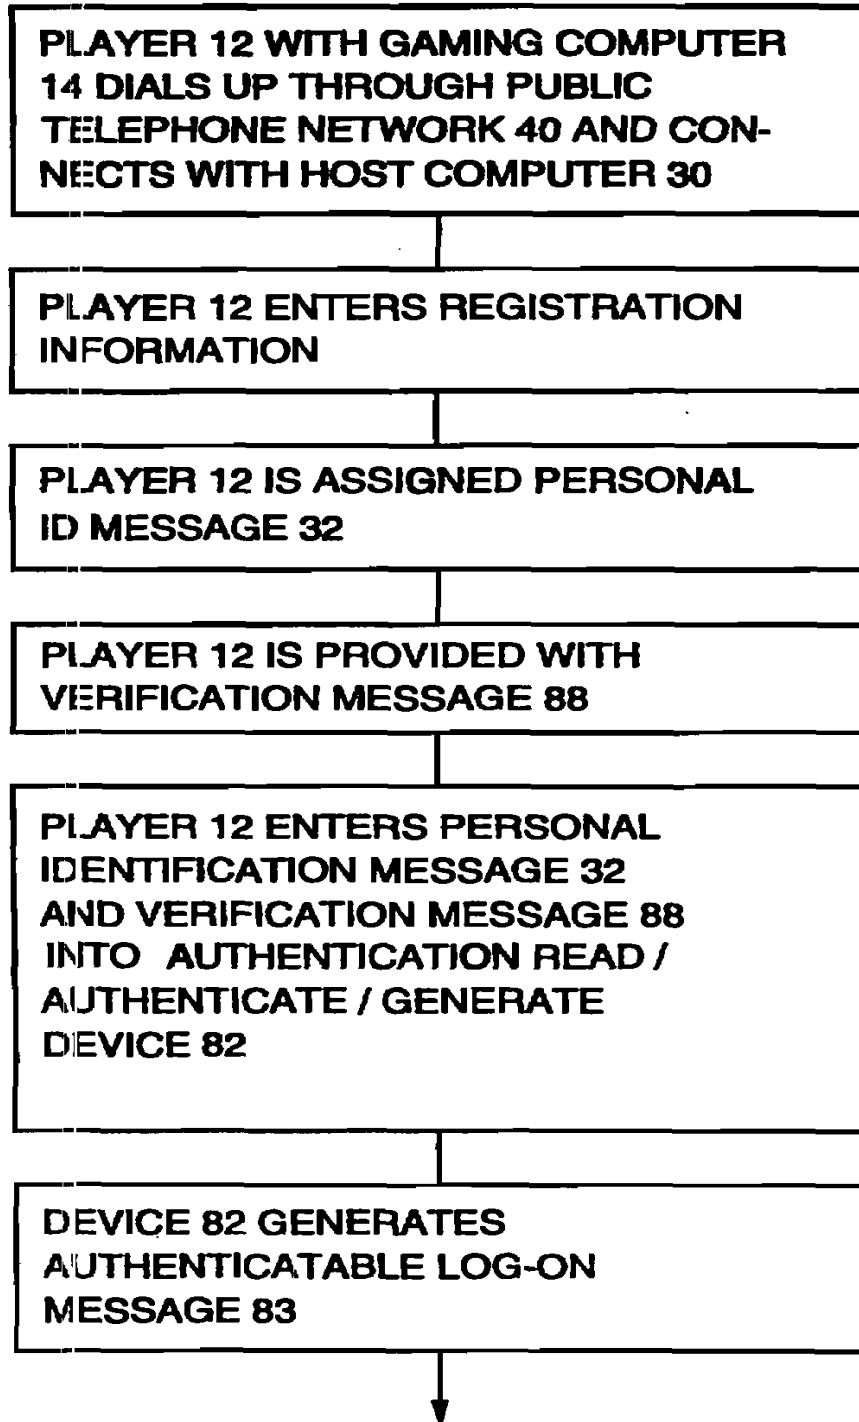 PLAYER 12 WITH GAMING COMPUTER
14 DIALS UP THROUGH PUBLIC
TELEPHONE NETWORK 40 AND CON-
NECTS WITH HOST COMPUTER 30
PLAYER 12 ENTERS REGISTRATION
INFORMATION
PLAYER 12 IS ASSIGNED PERSONAL
ID MESSAGE 32
PLAYER 12 IS PROVIDED WITH
VERIFICATION MESSAGE 88
PLAYER 12 ENTERS PERSONAL
IDENTIFICATION MESSAGE 32
AND VERIFICATION MESSAGE 88
INTO AUTHENTICATION READ /
AUTHENTICATE / GENERATE
DEVICE 82
DEVICE 82 GENERATES
AUTHENTICATABLE LOG-ON
MESSAGE 83